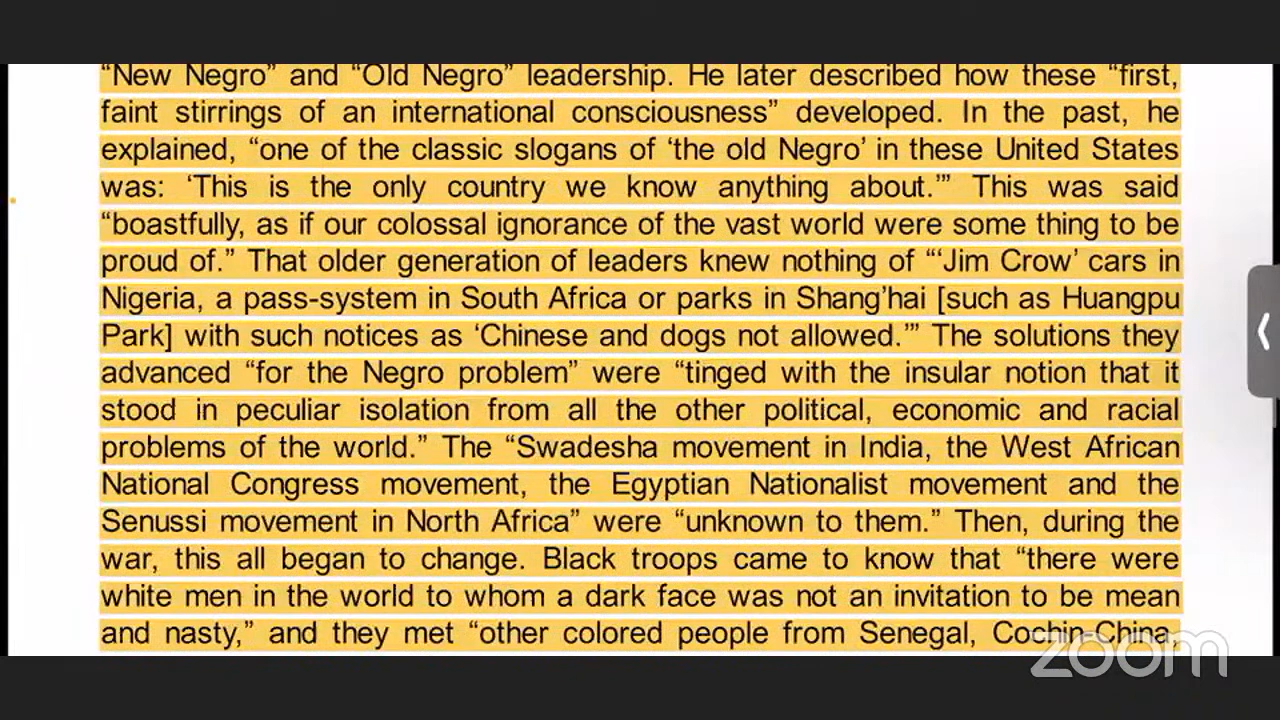 “New Negro” and “Old Negro” leadership. He later described how these “first,
faint stirrings of an international consciousness” developed. In the past, he
explained, “one of the classic slogans of ‘the old Negro’ in these United States
was: ‘This is the only country we know anything about.’” This was said
“boastfully, as if our colossal ignorance of the vast world were some thing to be
proud of.” That older generation of leaders knew nothing of “‘Jim Crow’ cars in
Nigeria, a pass-system in South Africa or parks in Shang’hai [such as Huangpu
Park] with such notices as ‘Chinese and dogs not allowed.’” The solutions they
advanced “for the Negro problem” were “tinged with the insular notion that it
stood in peculiar isolation from all the other political, economic and racial
problems of the world.” The “Swadesha movement in India, the West African
National Congress movement, the Egyptian Nationalist movement and the
Senussi movement in North Africa” were “unknown to them.” Then, during the
war, this all began to change. Black troops came to know that “there were
white men in the world to whom a dark face was not an invitation to be mean
and nasty,” and they met “other colored people from Senegal, Cochin-China,
zoom